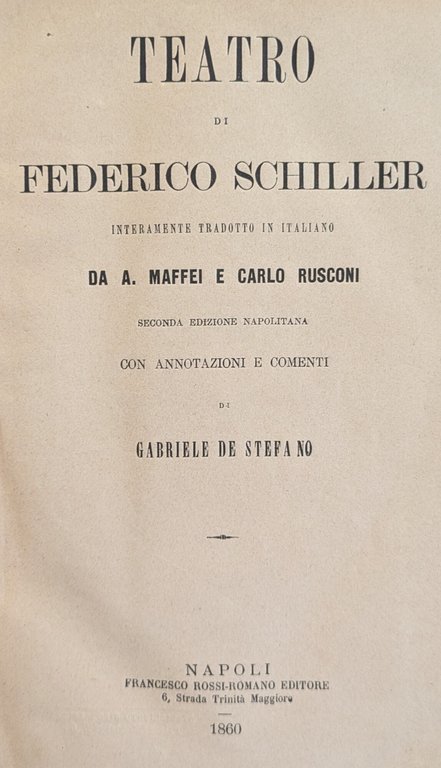 TEATRO
DI
FEDERICO SCHILLER
INTERAMENTE TRADOTTO IN ITALIANO
DA A. MAFFEI E CARLO RUSCONI
SECONDA EDIZIONE NAPOLITANA
CON ANNOTAZIONI E COMENTI
DI
GABRIELE DE STEFANO
NAPOLI
FRANCESCO ROSSI-ROMANO EDITORE
6, Strada Trinità Maggiore
1860